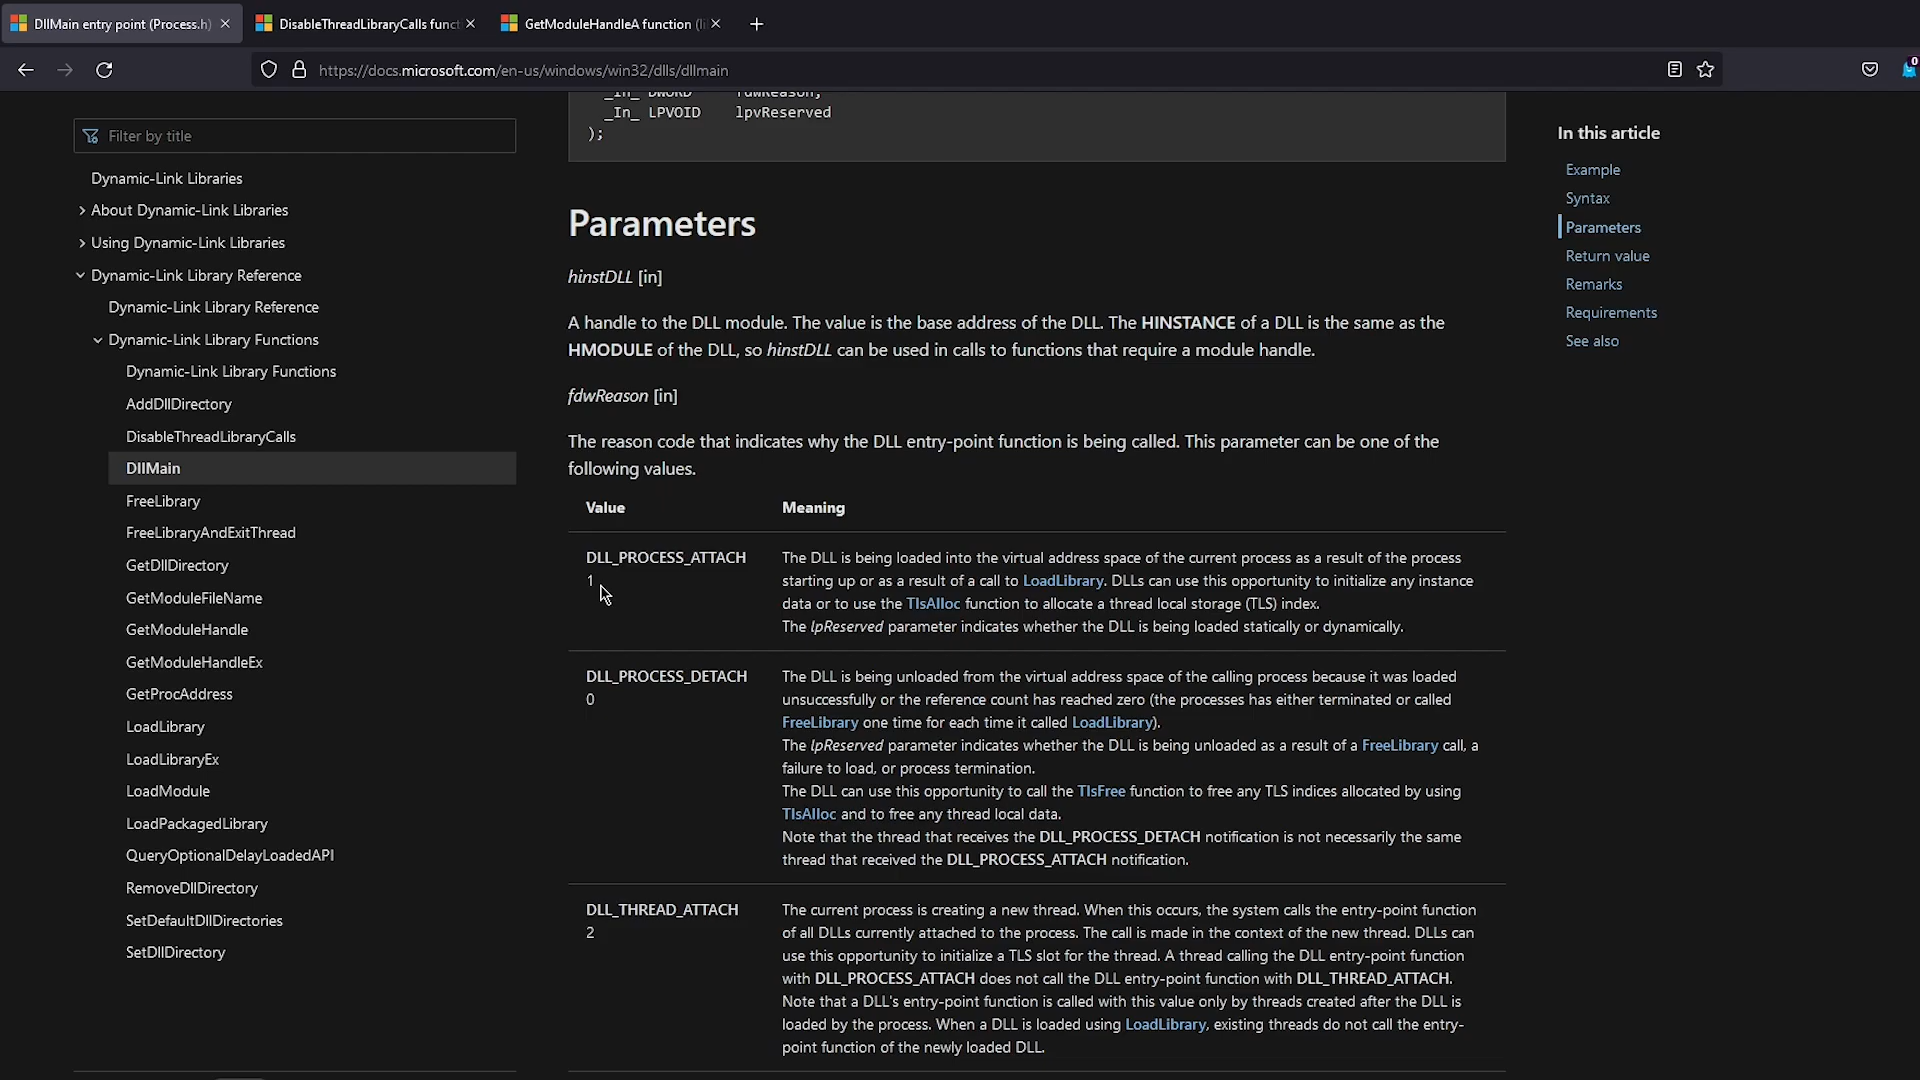 DllMain entry point (Process.h)
DisableThreadLibraryCalls funct
GetModuleHandleA function (li
https://docs.microsoft.com/en-us/windows/win32/dlls/dllmain
0
Filter by title
Dynamic-Link Libraries
About Dynamic-Link Libraries
Using Dynamic-Link Libraries
Dynamic-Link Library Reference
Dynamic-Link Library Reference
Dynamic-Link Library Functions
Dynamic-Link Library Functions
AddDllDirectory
DisableThreadLibraryCalls
DllMain
FreeLibrary
FreeLibraryAndExitThread
GetDllDirectory
GetModuleFileName
GetModuleHandle
GetModuleHandleEx
GetProcAddress
LoadLibrary
LoadLibraryEx
LoadModule
LoadPackagedLibrary
QueryOptionalDelayLoadedAPI
RemoveDllDirectory
SetDefaultDllDirectories
SetDllDirectory
_In_ DWORD fdwReason,
_In_ LPVOID lpvReserved
);
Parameters
hinstDLL [in]
A handle to the DLL module. The value is the base address of the DLL. The HINSTANCE of a DLL is the same as the
HMODULE of the DLL, so hinstDLL can be used in calls to functions that require a module handle.
fdwReason [in]
The reason code that indicates why the DLL entry-point function is being called. This parameter can be one of the
following values.
Value Meaning
DLL_PROCESS_ATTACH
1
The DLL is being loaded into the virtual address space of the current process as a result of the process
starting up or as a result of a call to LoadLibrary. DLLs can use this opportunity to initialize any instance
data or to use the TlsAlloc function to allocate a thread local storage (TLS) index.
The lpReserved parameter indicates whether the DLL is being loaded statically or dynamically.
DLL_PROCESS_DETACH
0
The DLL is being unloaded from the virtual address space of the calling process because it was loaded
unsuccessfully or the reference count has reached zero (the processes has either terminated or called
FreeLibrary one time for each time it called LoadLibrary).
The lpReserved parameter indicates whether the DLL is being unloaded as a result of a FreeLibrary call, a
failure to load, or process termination.
The DLL can use this opportunity to call the TlsFree function to free any TLS indices allocated by using
TlsAlloc and to free any thread local data.
Note that the thread that receives the DLL_PROCESS_DETACH notification is not necessarily the same
thread that received the DLL_PROCESS_ATTACH notification.
DLL_THREAD_ATTACH
2
The current process is creating a new thread. When this occurs, the system calls the entry-point function
of all DLLs currently attached to the process. The call is made in the context of the new thread. DLLs can
use this opportunity to initialize a TLS slot for the thread. A thread calling the DLL entry-point function
with DLL_PROCESS_ATTACH does not call the DLL entry-point function with DLL_THREAD_ATTACH.
Note that a DLL's entry-point function is called with this value only by threads created after the DLL is
loaded by the process. When a DLL is loaded using LoadLibrary, existing threads do not call the entry-
point function of the newly loaded DLL.
In this article
Example
Syntax
Parameters
Return value
Remarks
Requirements
See also